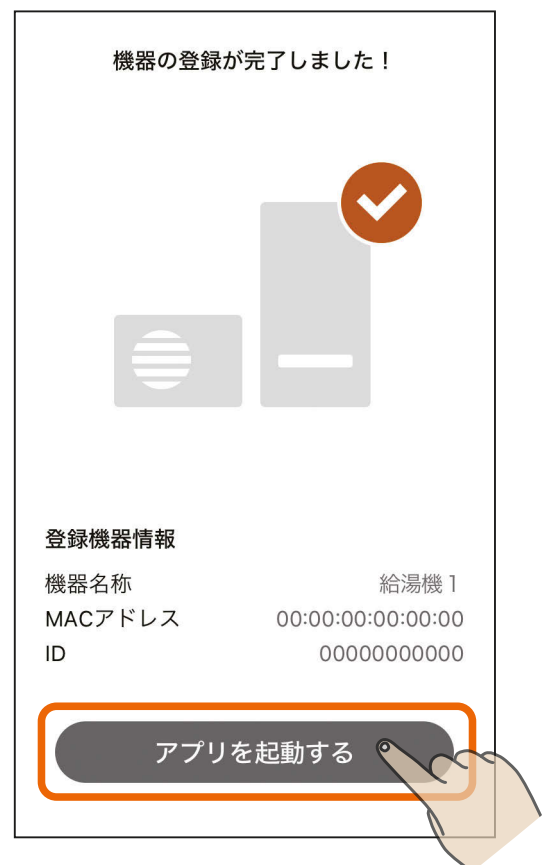 機器の登録が完了しました！
登録機器情報
機器名称 給湯機1
MACアドレス 00:00:00:00:00:00
ID 00000000000
アプリを起動する